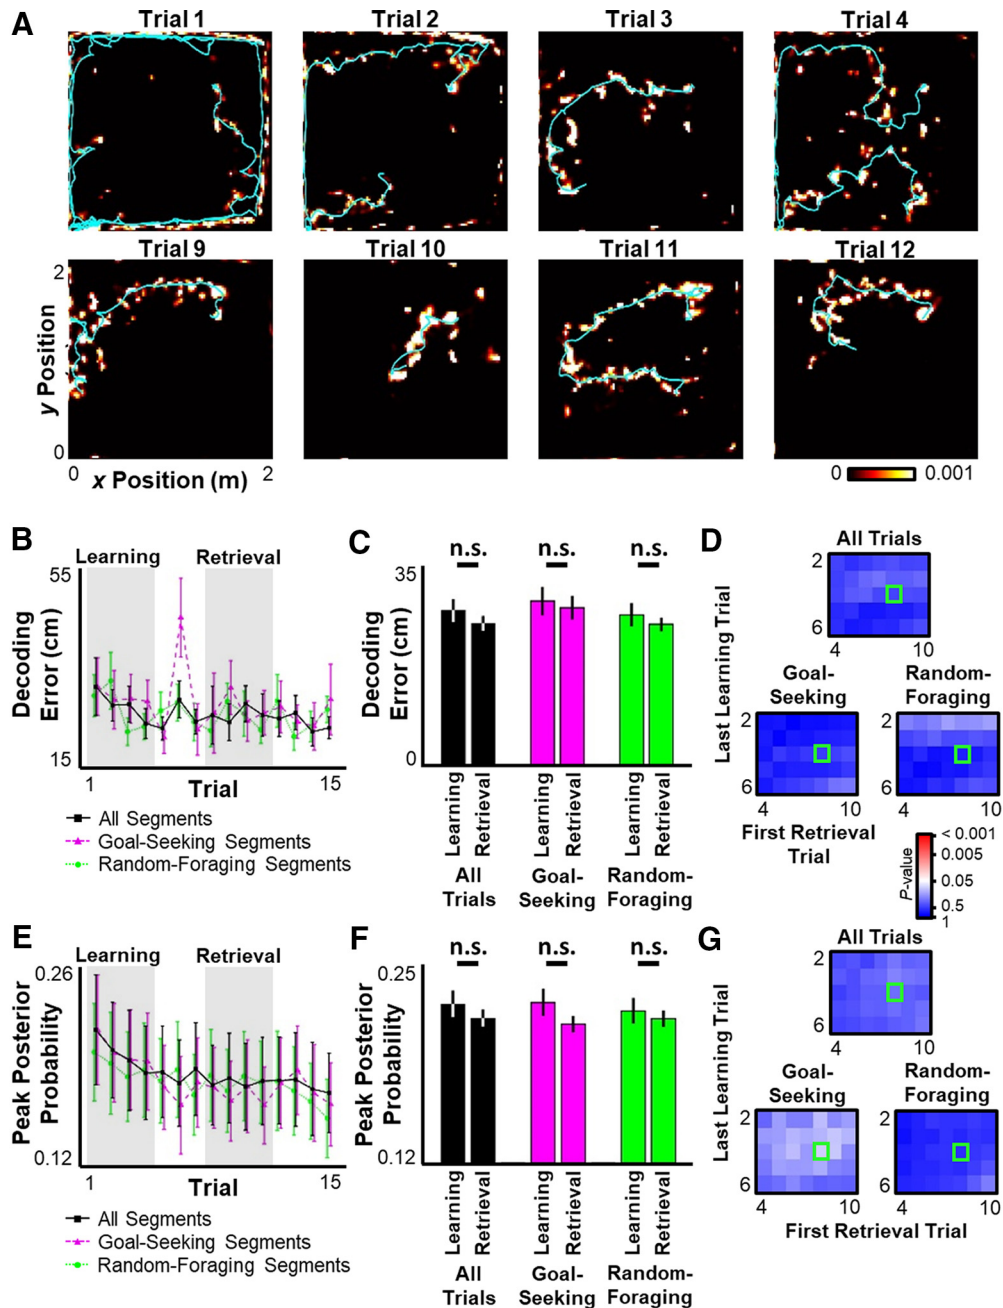 A
Trial 1
Trial 2
Trial 3
Trial 4
Trial 9
Trial 10
Trial 11
Trial 12
2
y Position
0
0
x Position (m)
2
0
0.001
B
Learning
Retrieval
55
Decoding
Error (cm)
15
1
Trial
15
All Segments
Goal-Seeking Segments
Random-Foraging Segments
C
n.s.
n.s.
n.s.
35
Decoding
Error (cm)
0
Learning
Retrieval
Learning
Retrieval
Learning
Retrieval
All
Trials
Goal-
Seeking
Random-
Foraging
D
All Trials
2
6
4
10
Last Learning Trial
Goal-
Seeking
Random-
Foraging
2
6
4
10
2
6
4
10
First Retrieval
Trial
P-value
< 0.001
0.005
0.05
0.5
1
E
Learning
Retrieval
0.26
Peak Posterior
Probability
0.12
1
Trial
15
All Segments
Goal-Seeking Segments
Random-Foraging Segments
F
n.s.
n.s.
n.s.
0.25
Peak Posterior
Probability
0.12
Learning
Retrieval
Learning
Retrieval
Learning
Retrieval
All
Trials
Goal-
Seeking
Random-
Foraging
G
All Trials
2
6
4
10
Last Learning Trial
Goal-
Seeking
Random-
Foraging
2
6
4
10
2
6
4
10
First Retrieval Trial